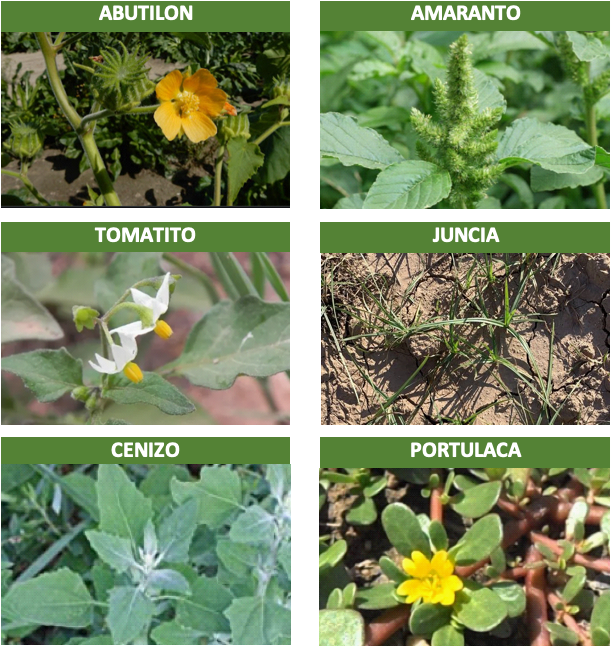 ABUTILON
AMARANTO
TOMATITO
JUNCIA
CENIZO
PORTULACA